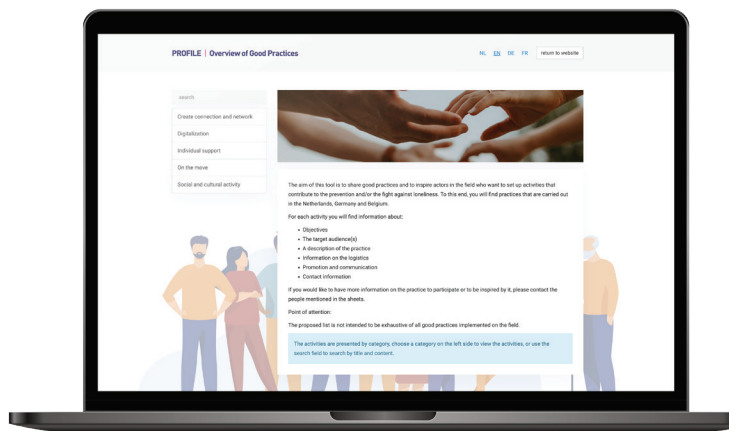 PROFILE | Overview of Good Practices
NL EN DE FR return to website
search
Create connection and network
Digitalization
Individual support
On the move
Social and cultural activity
The aim of this tool is to share good practices and to inspire actors in the field who want to set up activities that
contribute to the prevention and/or the fight against loneliness. To this end, you will find practices that are carried out
in the Netherlands, Germany and Belgium.
For each activity you will find information about:
• Objectives
• The target audience(s)
• A description of the practice
• Information on the logistics
• Promotion and communication
• Contact information
If you would like to have more information on the practice to participate or to be inspired by it, please contact the
people mentioned in the sheets.
Point of attention:
The proposed list is not intended to be exhaustive of all good practices implemented on the field.
The activities are presented by category, choose a category on the left side to view the activities, or use the
search field to search by title and content.